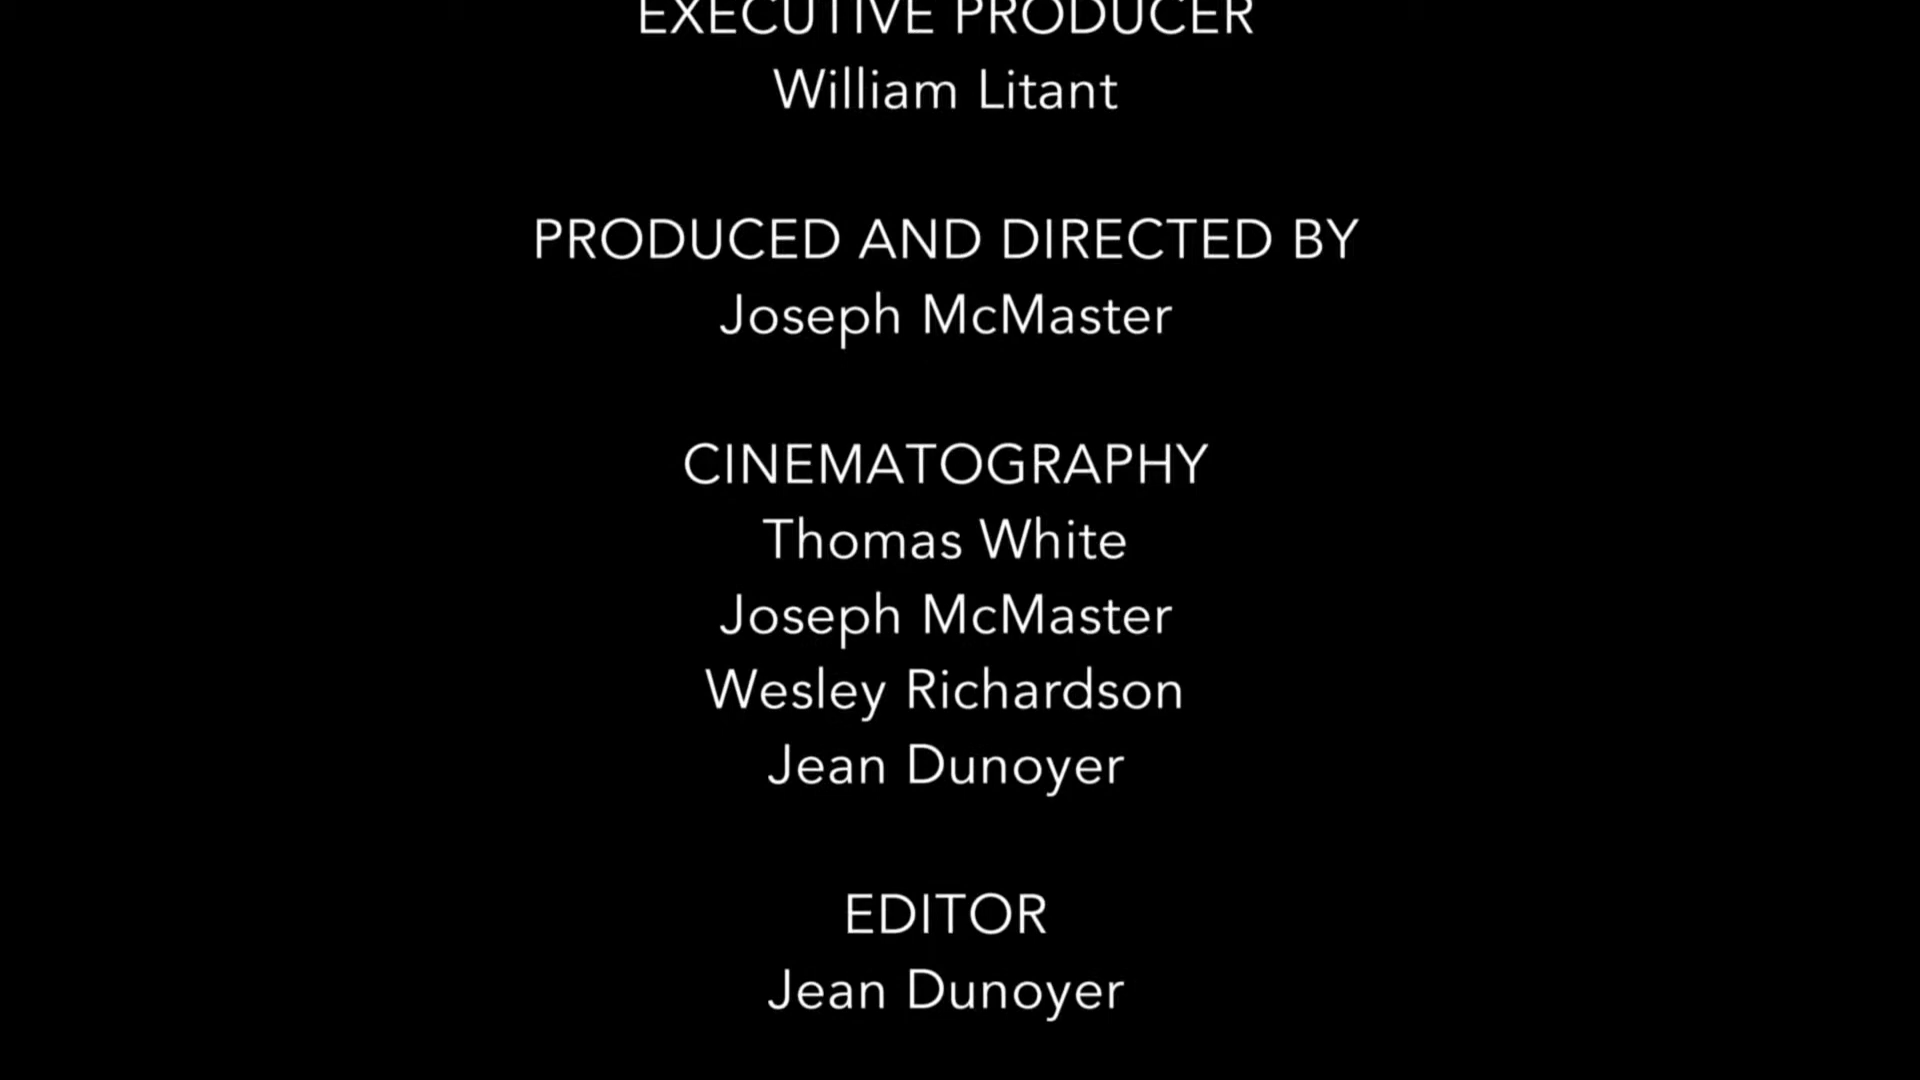 EXECUTIVE PRODUCER
William Litant
PRODUCED AND DIRECTED BY
Joseph McMaster
CINEMATOGRAPHY
Thomas White
Joseph McMaster
Wesley Richardson
Jean Dunoyer
EDITOR
Jean Dunoyer